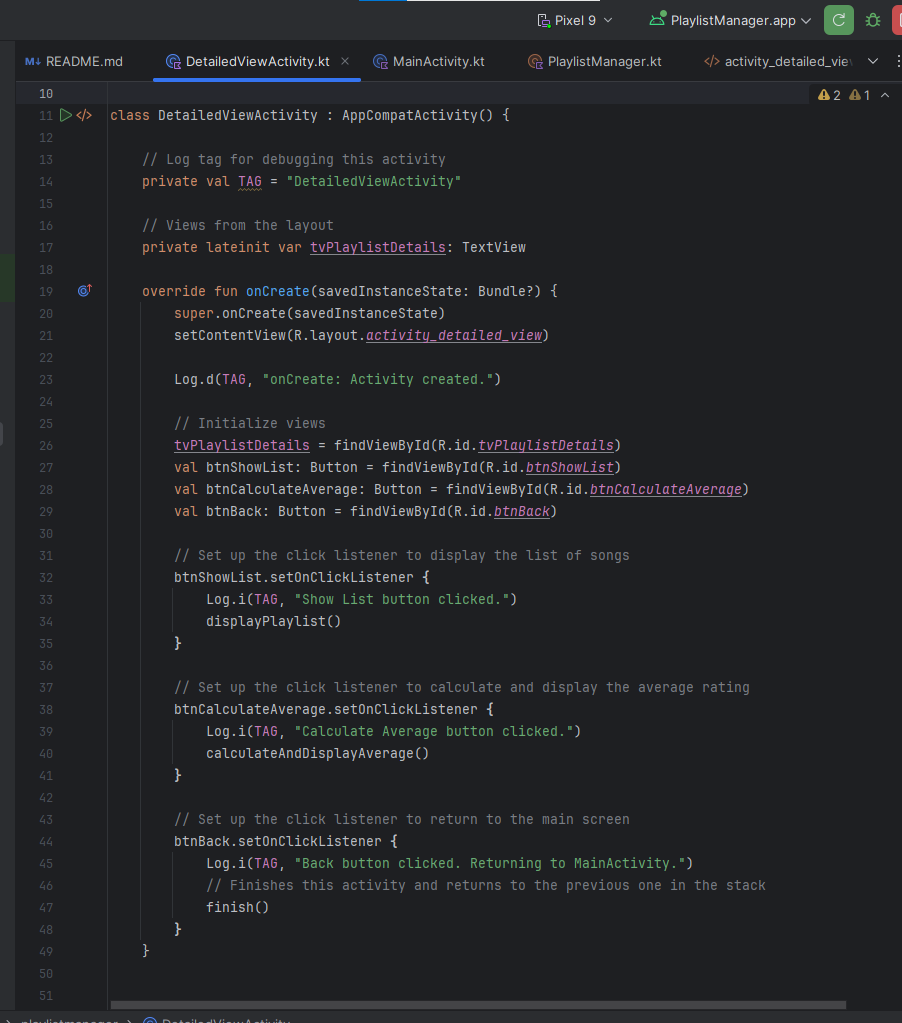 Pixel 9
PlaylistManager.app
README.md
DetailedViewActivity.kt
MainActivity.kt
PlaylistManager.kt
activity_detailed_view
2 1
10
11 class DetailedViewActivity : AppCompatActivity() {
12
13 // Log tag for debugging this activity
14 private val TAG = "DetailedViewActivity"
15
16 // Views from the layout
17 private lateinit var tvPlaylistDetails: TextView
18
19 override fun onCreate(savedInstanceState: Bundle?) {
20 super.onCreate(savedInstanceState)
21 setContentView(R.layout.activity_detailed_view)
22
23 Log.d(TAG, "onCreate: Activity created.")
24
25 // Initialize views
26 tvPlaylistDetails = findViewById(R.id.tvPlaylistDetails)
27 val btnShowList: Button = findViewById(R.id.btnShowList)
28 val btnCalculateAverage: Button = findViewById(R.id.btnCalculateAverage)
29 val btnBack: Button = findViewById(R.id.btnBack)
30
31 // Set up the click listener to display the list of songs
32 btnShowList.setOnClickListener {
33 Log.i(TAG, "Show List button clicked.")
34 displayPlaylist()
35 }
36
37 // Set up the click listener to calculate and display the average rating
38 btnCalculateAverage.setOnClickListener {
39 Log.i(TAG, "Calculate Average button clicked.")
40 calculateAndDisplayAverage()
41 }
42
43 // Set up the click listener to return to the main screen
44 btnBack.setOnClickListener {
45 Log.i(TAG, "Back button clicked. Returning to MainActivity.")
46 // Finishes this activity and returns to the previous one in the stack
47 finish()
48 }
49 }
50
51
playlistmanager
DetailedViewActivity